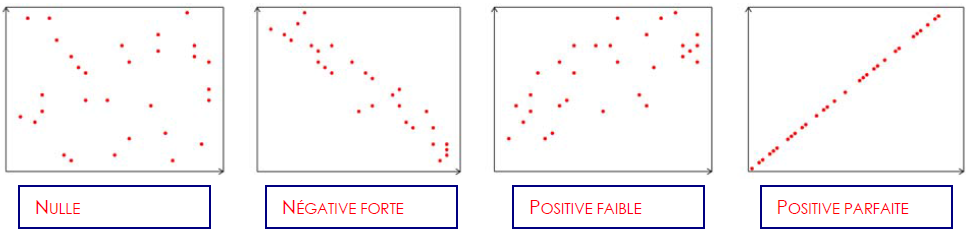 NULLE
NÉGATIVE FORTE
POSITIVE FAIBLE
POSITIVE PARFAITE